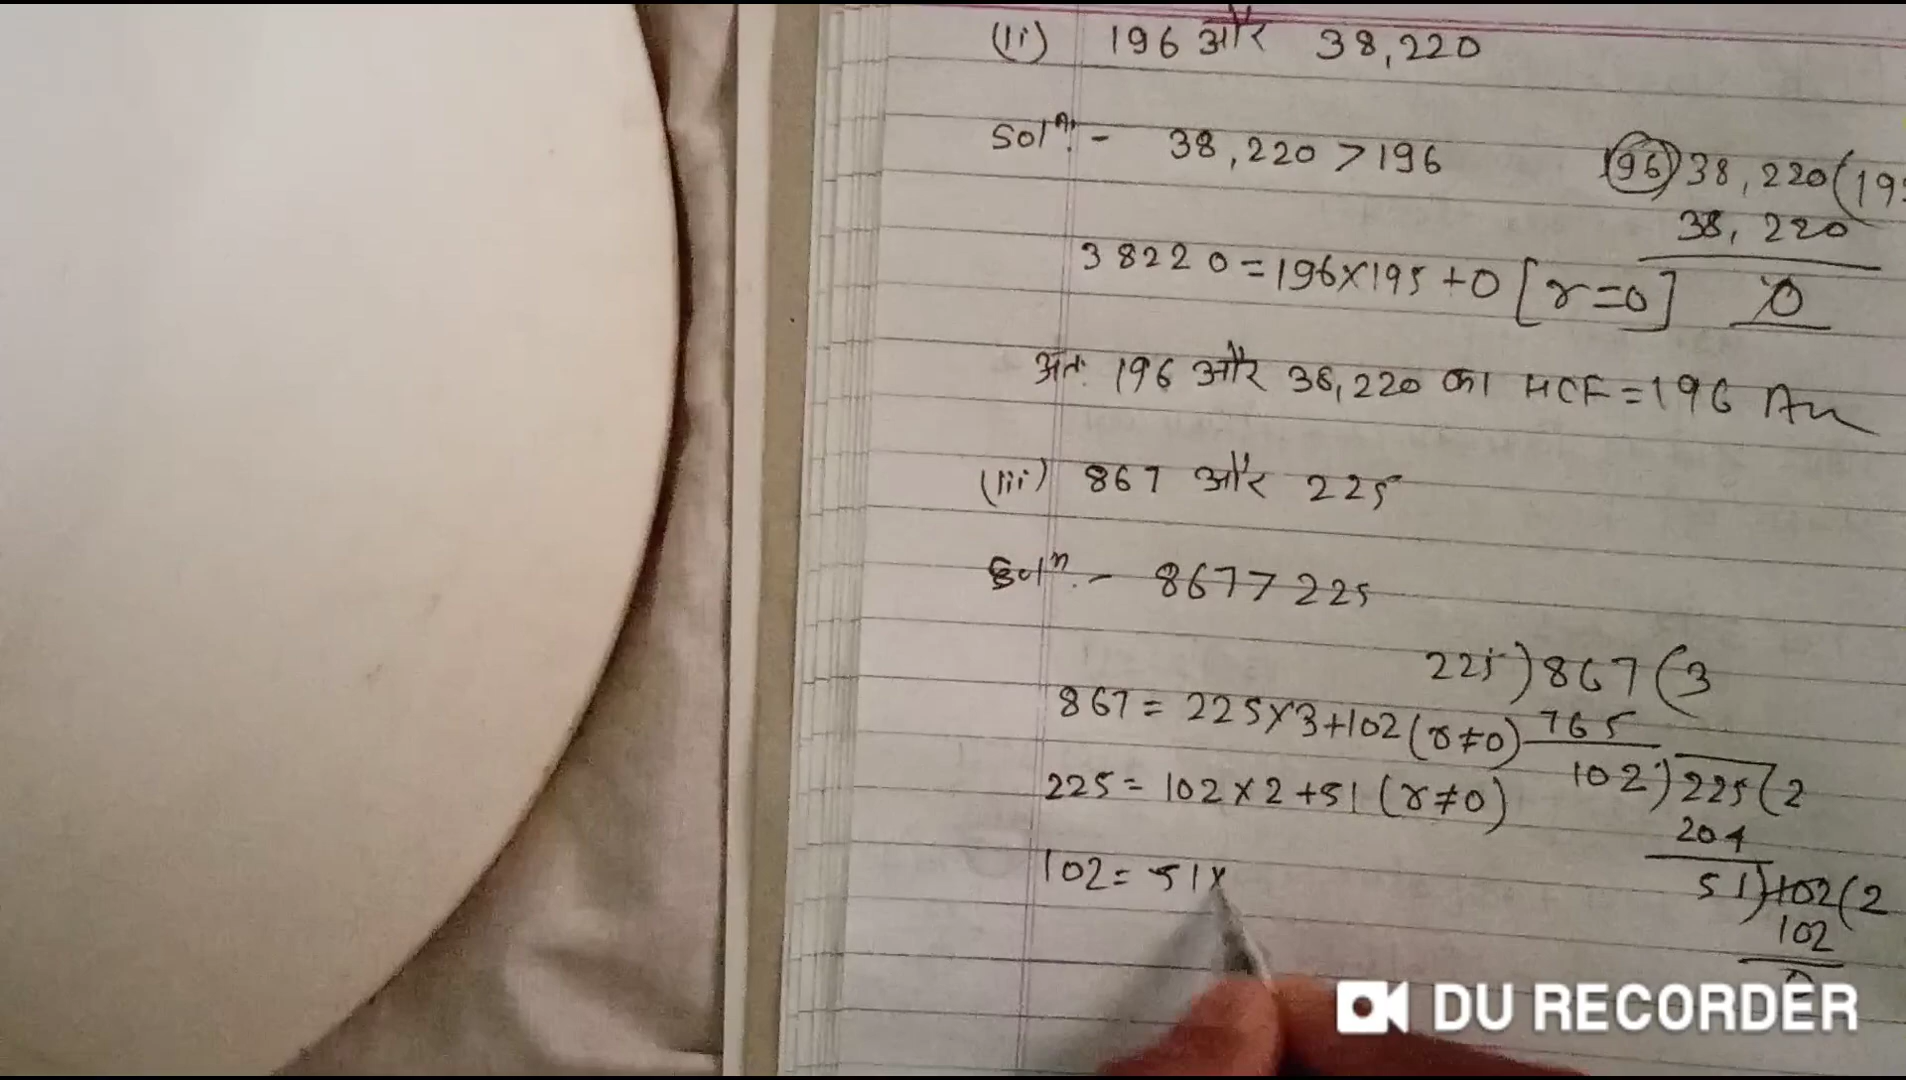 (ii) 196 और 38,220
Solⁿ:- 38,220 > 196
196)38,220(19
38,220
0
38220 = 196×195+0 [r=0]
अतः 196 और 38,220 का HCF = 196 Ans
(iii) 867 और 225
Solⁿ.- 867 > 225
225)867(3
765
102)225(2
204
51)102(2
102
0
867 = 225×3+102 (r≠0)
225 = 102×2+51 (r≠0)
102 = 51×
DU RECORDER